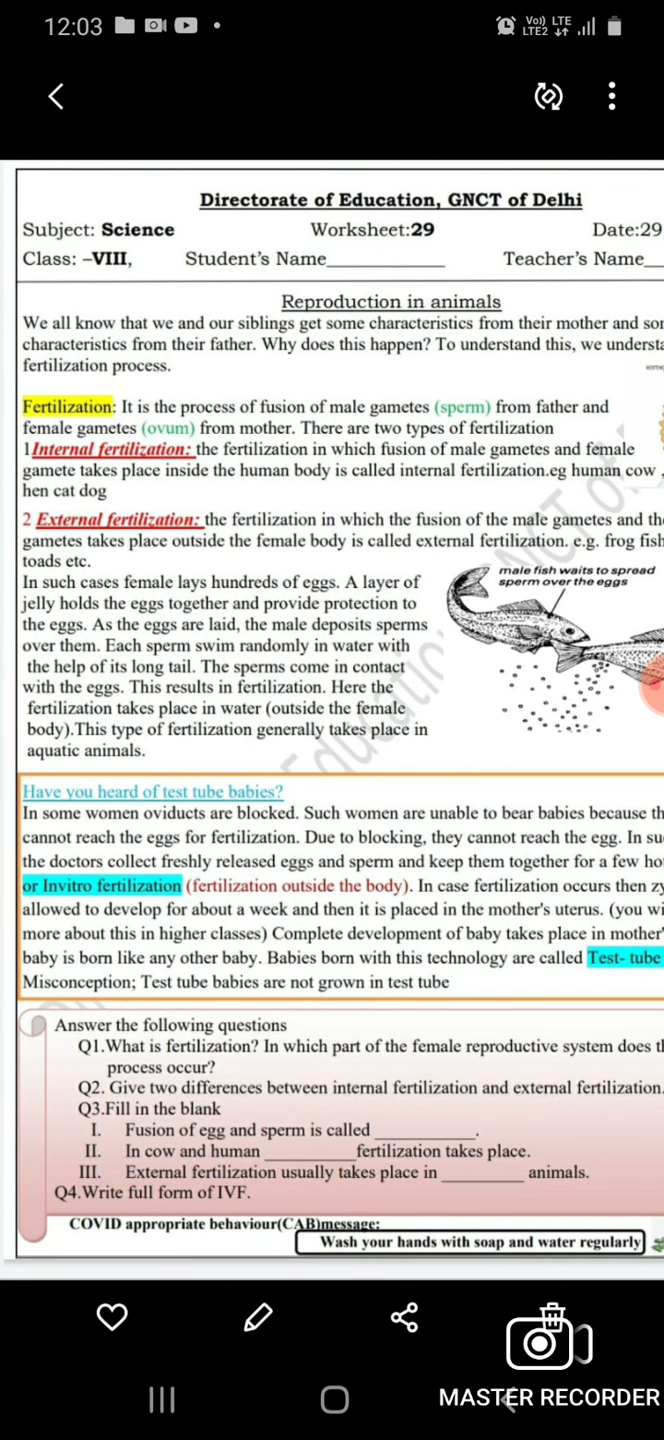 12:03
Vo)) LTE
LTE2
Directorate of Education, GNCT of Delhi
Subject: Science Worksheet:29 Date:29
Class: –VIII, Student’s Name____________ Teacher’s Name__
Reproduction in animals
We all know that we and our siblings get some characteristics from their mother and
characteristics from their father. Why does this happen? To understand this, we
fertilization process.
Fertilization: It is the process of fusion of male gametes (sperm) from father and
female gametes (ovum) from mother. There are two types of fertilization
1Internal fertilization: the fertilization in which fusion of male gametes and female
gamete takes place inside the human body is called internal fertilization.eg human cow ,
hen cat dog
2 External fertilization: the fertilization in which the fusion of the male gametes and
gametes takes place outside the female body is called external fertilization. e.g. frog fish
toads etc.
male fish waits to spread
sperm over the eggs
In such cases female lays hundreds of eggs. A layer of
jelly holds the eggs together and provide protection to
the eggs. As the eggs are laid, the male deposits sperms
over them. Each sperm swim randomly in water with
the help of its long tail. The sperms come in contact
with the eggs. This results in fertilization. Here the
fertilization takes place in water (outside the female
body).This type of fertilization generally takes place in
aquatic animals.
Have you heard of test tube babies?
In some women oviducts are blocked. Such women are unable to bear babies because
cannot reach the eggs for fertilization. Due to blocking, they cannot reach the egg. In
the doctors collect freshly released eggs and sperm and keep them together for a few
or Invitro fertilization (fertilization outside the body). In case fertilization occurs then
allowed to develop for about a week and then it is placed in the mother's uterus. (you
more about this in higher classes) Complete development of baby takes place in mother'
baby is born like any other baby. Babies born with this technology are called Test- tube
Misconception; Test tube babies are not grown in test tube
Answer the following questions
Q1.What is fertilization? In which part of the female reproductive system does
process occur?
Q2. Give two differences between internal fertilization and external fertilization.
Q3.Fill in the blank
I. Fusion of egg and sperm is called __________.
II. In cow and human _________fertilization takes place.
III. External fertilization usually takes place in ________ animals.
Q4.Write full form of IVF.
COVID appropriate behaviour(CAB)message:
Wash your hands with soap and water regularly
MASTER RECORDER